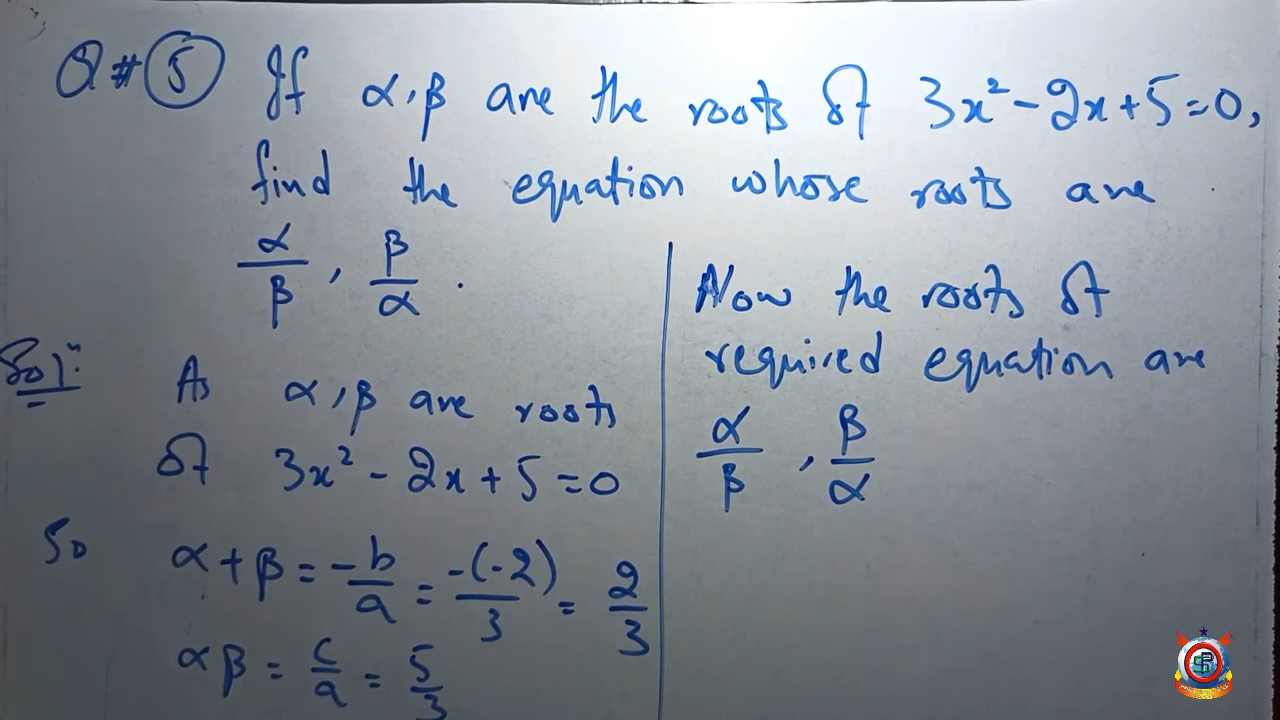 Q # 5 If α, β are the roots of 3x² - 2x + 5 = 0,
find the equation whose roots are
α/β , β/α .
Solⁿ: As α, β are roots
of 3x² - 2x + 5 = 0
So α + β = -b/a = -(-2)/3 = 2/3
αβ = c/a = 5/3
Now the roots of
required equation are
α/β , β/α